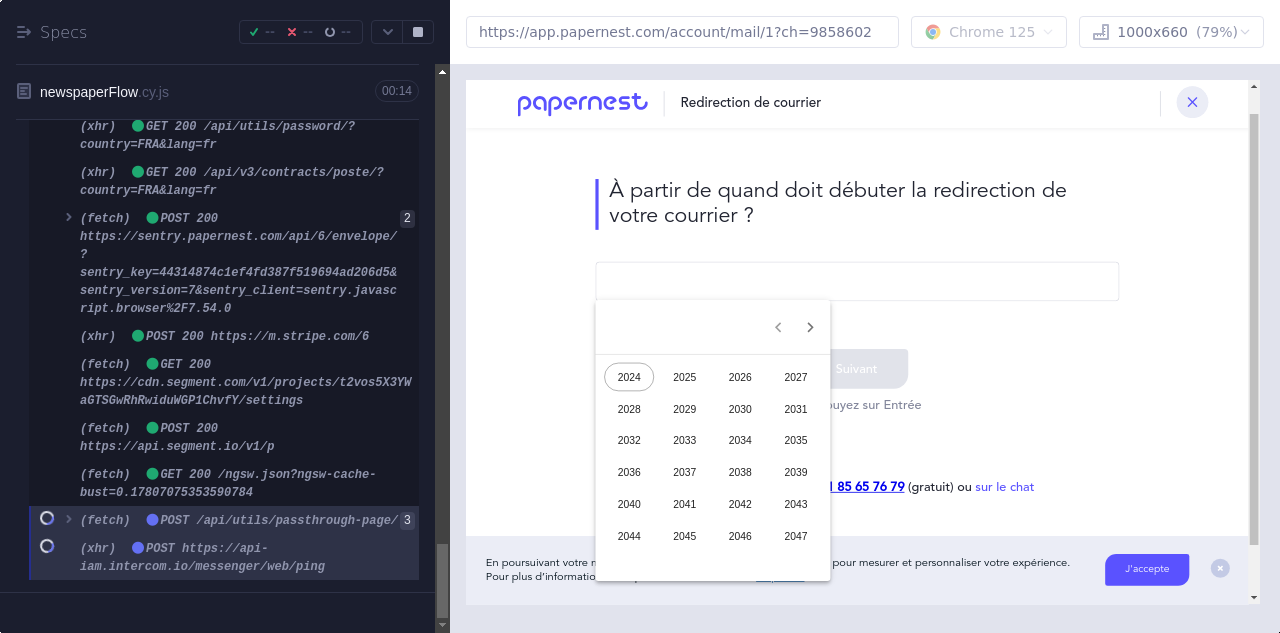 Specs
--
--
--
newspaperFlow.cy.js
00:14
(xhr) GET 200 /api/utils/password/?
country=FRA&lang=fr
(xhr) GET 200 /api/v3/contracts/poste/?
country=FRA&lang=fr
(fetch) POST 200
2
https://sentry.papernest.com/api/6/envelope/
?
sentry_key=44314874c1ef4fd387f519694ad206d5&
sentry_version=7&sentry_client=sentry.javasc
ript.browser%2F7.54.0
(xhr) POST 200 https://m.stripe.com/6
(fetch) GET 200
https://cdn.segment.com/v1/projects/t2vos5X3YW
aGTSGwRhRwiduWGP1ChvfY/settings
(fetch) POST 200
https://api.segment.io/v1/p
(fetch) GET 200 /ngsw.json?ngsw-cache-
bust=0.17807075353590784
(fetch) POST /api/utils/passthrough-page/
3
(xhr) POST https://api-
iam.intercom.io/messenger/web/ping
https://app.papernest.com/account/mail/1?ch=9858602
Chrome 125
1000x660 (79%)
papernest
Redirection de courrier
À partir de quand doit débuter la redirection de
votre courrier ?
2024 2025 2026 2027
2028 2029 2030 2031
2032 2033 2034 2035
2036 2037 2038 2039
2040 2041 2042 2043
2044 2045 2046 2047
Suivant
puyez sur Entrée
85 65 76 79 (gratuit) ou sur le chat
En poursuivant votre
pour mesurer et personnaliser votre expérience.
Pour plus d'informatio
J'accepte